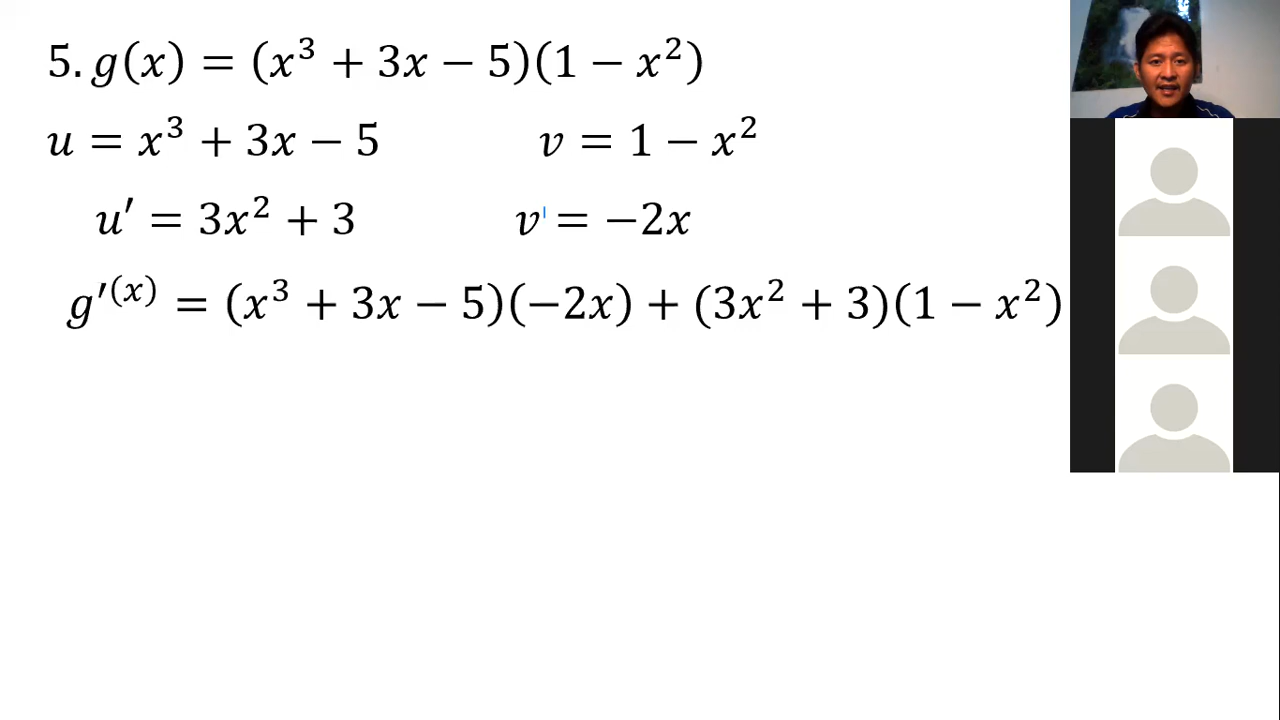 5. g(x) = (x³ + 3x − 5)(1 − x²)
u = x³ + 3x − 5 v = 1 − x²
u′ = 3x² + 3 v' = −2x
g′⁽ˣ⁾ = (x³ + 3x − 5)(−2x) + (3x² + 3)(1 − x²)